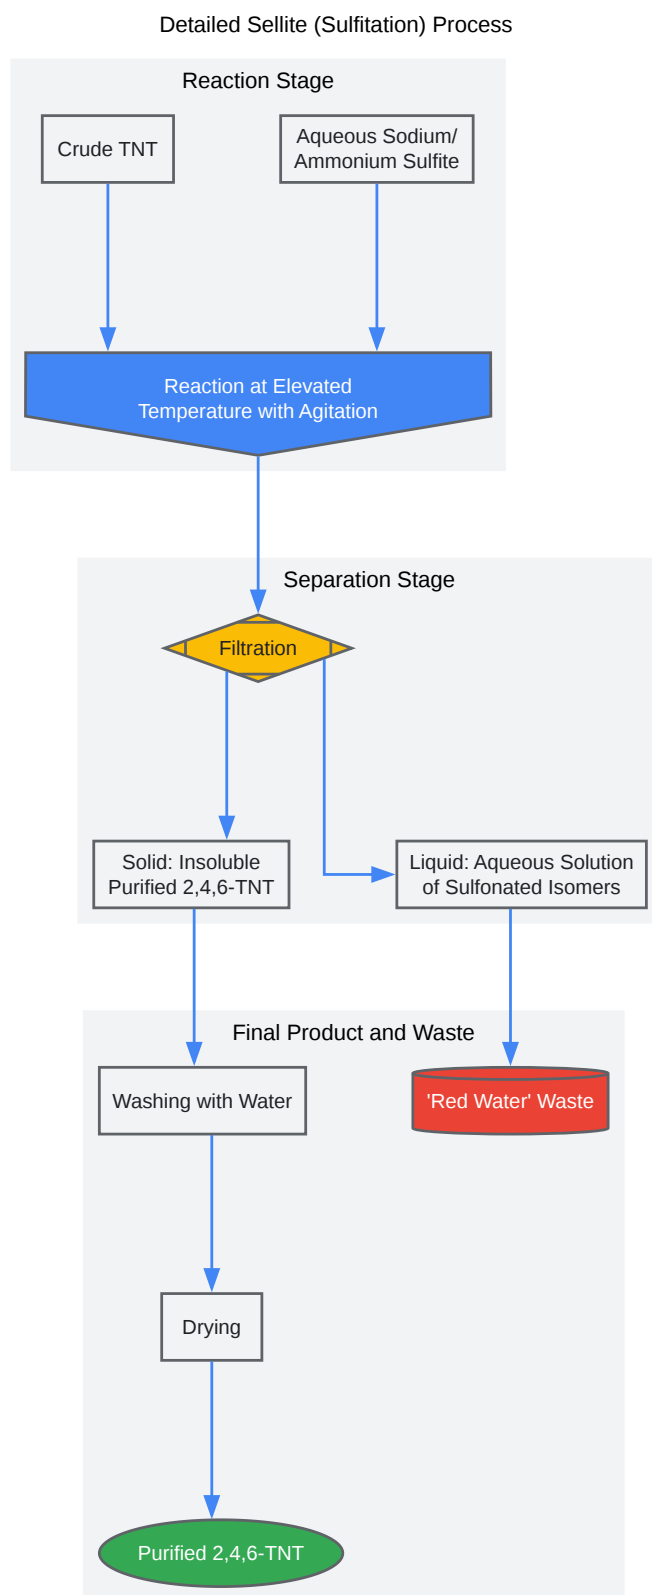 Detailed Sellite (Sulfitation) Process
Reaction Stage
Crude TNT
Aqueous Sodium/
Ammonium Sulfite
Reaction at Elevated
Temperature with Agitation
Separation Stage
Filtration
Solid: Insoluble
Purified 2,4,6-TNT
Liquid: Aqueous Solution
of Sulfonated Isomers
Final Product and Waste
Washing with Water
'Red Water' Waste
Drying
Purified 2,4,6-TNT